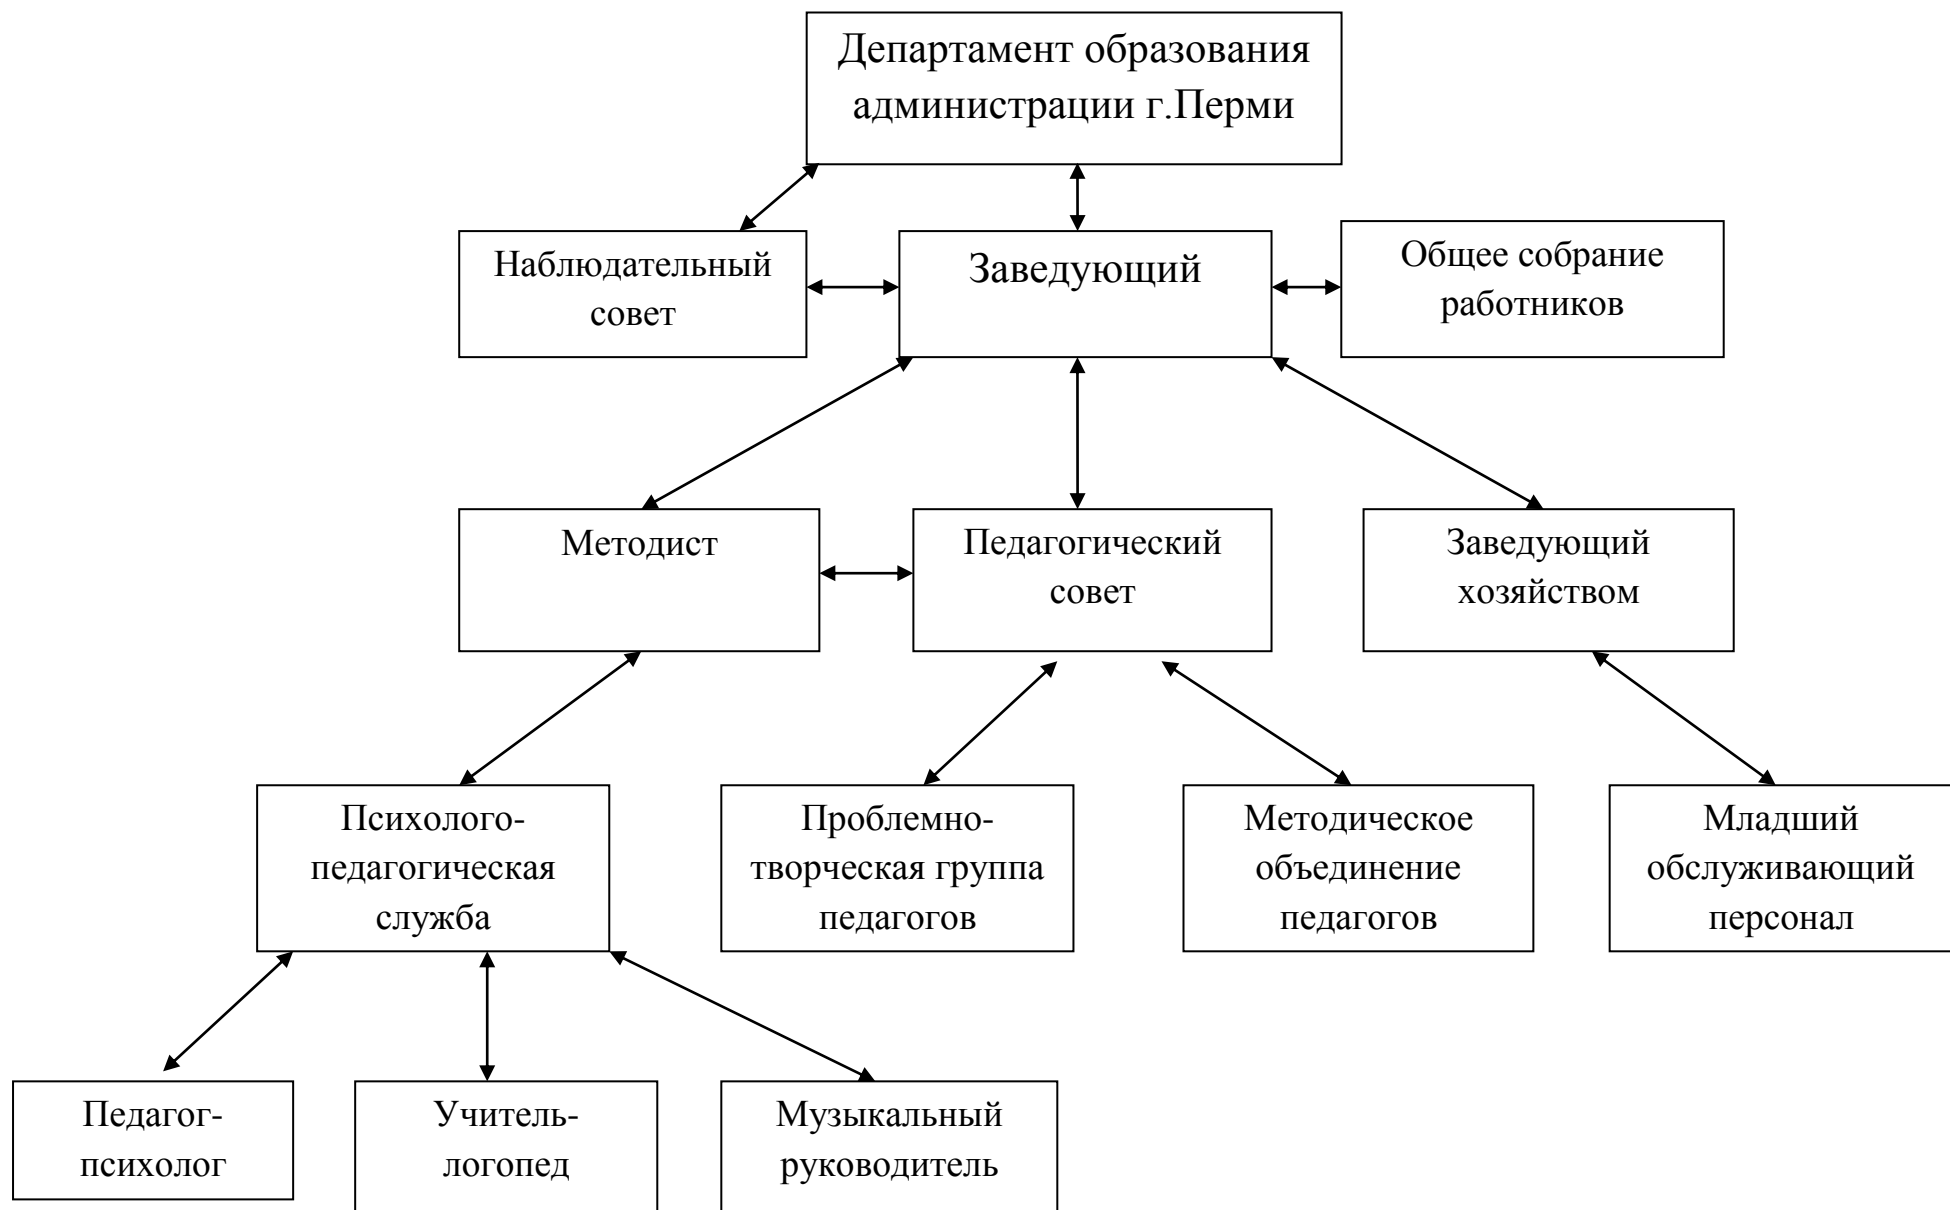 Департамент образования
администрации г.Перми
Наблюдательный
совет
Заведующий
Общее собрание
работников
Методист
Педагогический
совет
Заведующий
хозяйством
Психолого-
педагогическая
служба
Проблемно-
творческая группа
педагогов
Методическое
объединение
педагогов
Младший
обслуживающий
персонал
Педагог-
психолог
Учитель-
логопед
Музыкальный
руководитель